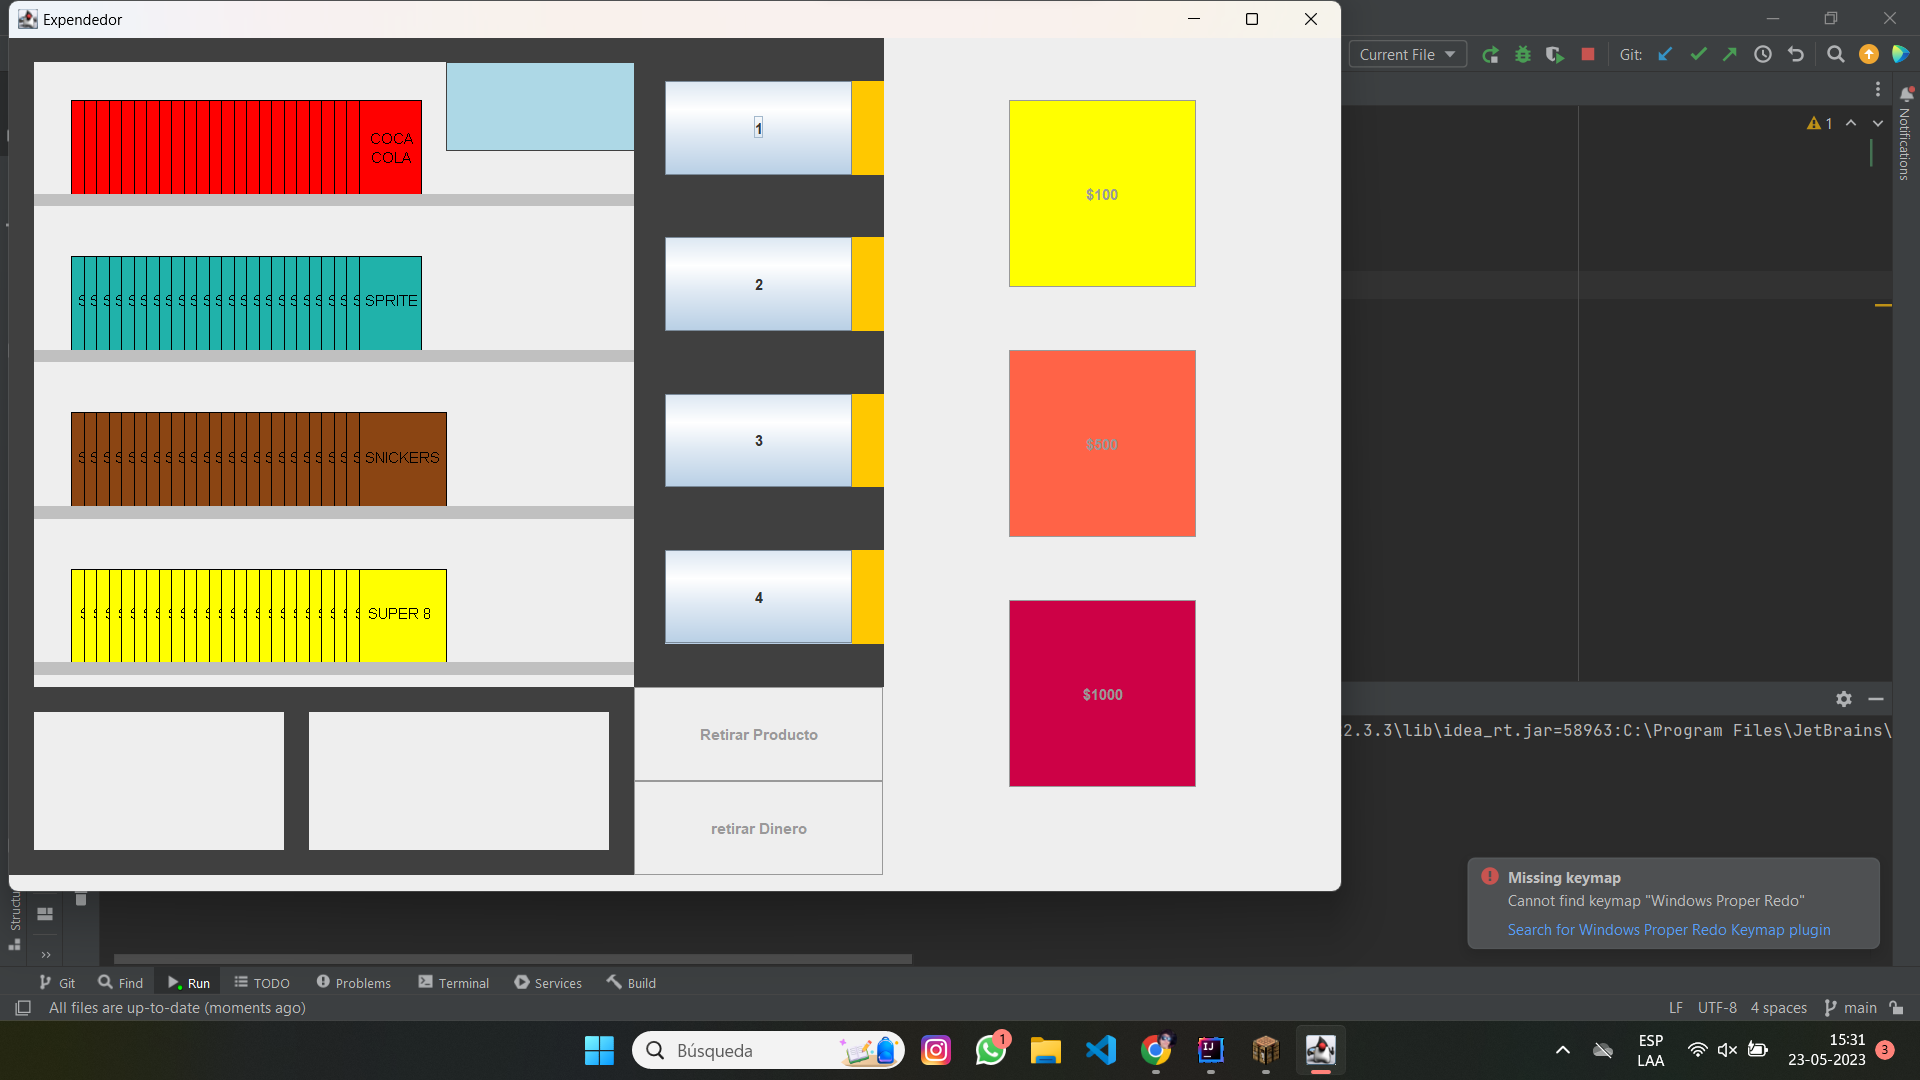 Expendedor
Current File
Git:
1
Notifications
COCA
COLA
1
$100
S S S S S S S S S S S S S S S S S S S S S S S SPRITE
2
$500
S S S S S S S S S S S S S S S S S S S S S S S SNICKERS
3
S S S S S S S S S S S S S S S S S S S S S S S SUPER 8
4
$1000
Retirar Producto
2.3.3\lib\idea_rt.jar=58963:C:\Program Files\JetBrains\
retirar Dinero
Structu
Missing keymap
Cannot find keymap "Windows Proper Redo"
Search for Windows Proper Redo Keymap plugin
Git
Find
Run
TODO
Problems
Terminal
Services
Build
All files are up-to-date (moments ago)
LF
UTF-8
4 spaces
main
Búsqueda
1
IJ
ESP
LAA
15:31
23-05-2023
3